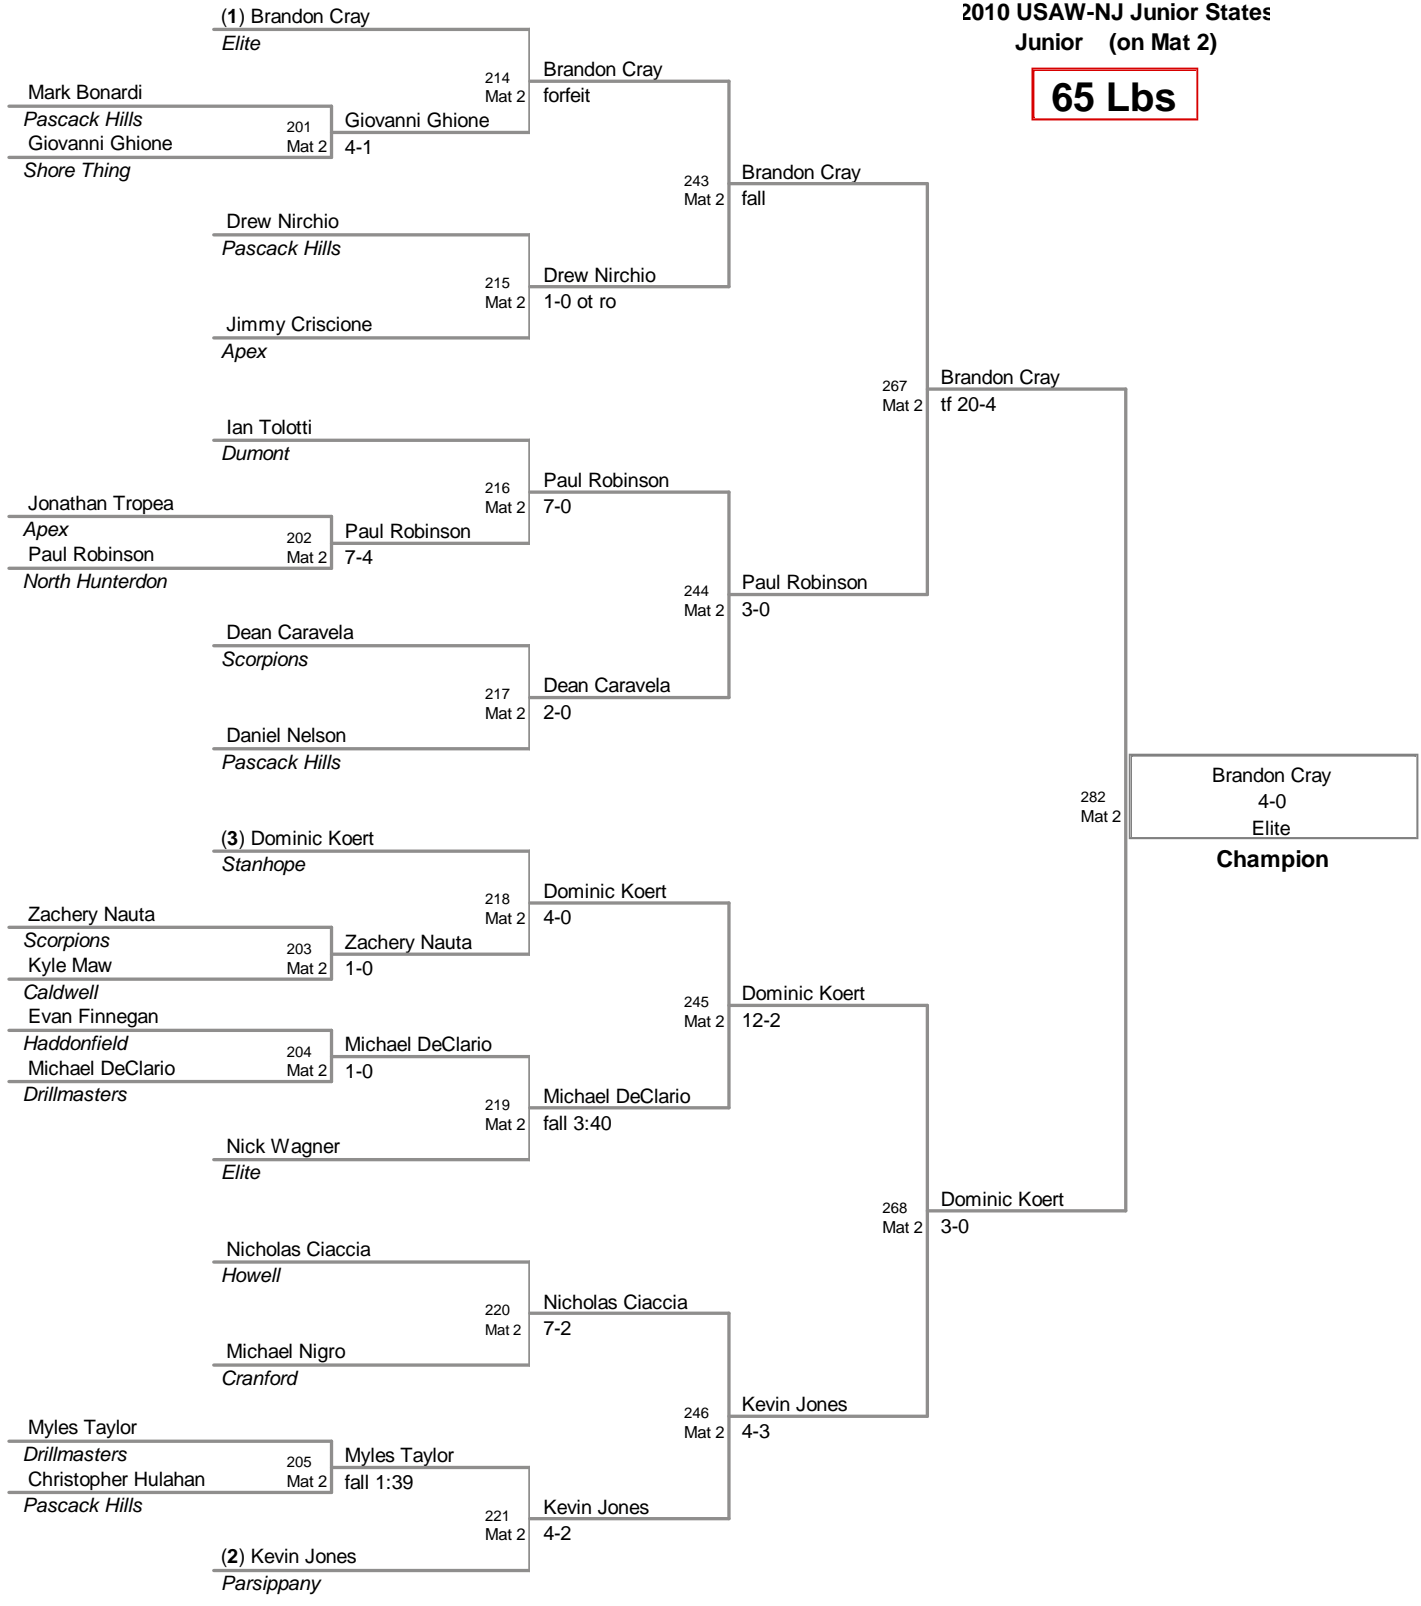 2010 USAW-NJ Junior States
Junior (on Mat 2)
65 Lbs
(1) Brandon Cray
Elite
Mark Bonardi
Pascack Hills
Giovanni Ghione
Shore Thing
201
Mat 2
Giovanni Ghione
4-1
214
Mat 2
Brandon Cray
forfeit
Drew Nirchio
Pascack Hills
Jimmy Criscione
Apex
215
Mat 2
Drew Nirchio
1-0 ot ro
243
Mat 2
Brandon Cray
fall
Ian Tolotti
Dumont
Jonathan Tropea
Apex
Paul Robinson
North Hunterdon
202
Mat 2
Paul Robinson
7-4
216
Mat 2
Paul Robinson
7-0
Dean Caravela
Scorpions
Daniel Nelson
Pascack Hills
217
Mat 2
Dean Caravela
2-0
244
Mat 2
Paul Robinson
3-0
267
Mat 2
Brandon Cray
tf 20-4
(3) Dominic Koert
Stanhope
Zachery Nauta
Scorpions
Kyle Maw
Caldwell
203
Mat 2
Zachery Nauta
1-0
218
Mat 2
Dominic Koert
4-0
Evan Finnegan
Haddonfield
Michael DeClario
Drillmasters
204
Mat 2
Michael DeClario
1-0
Nick Wagner
Elite
219
Mat 2
Michael DeClario
fall 3:40
245
Mat 2
Dominic Koert
12-2
Nicholas Ciaccia
Howell
Michael Nigro
Cranford
220
Mat 2
Nicholas Ciaccia
7-2
Myles Taylor
Drillmasters
Christopher Hulahan
Pascack Hills
205
Mat 2
Myles Taylor
fall 1:39
(2) Kevin Jones
Parsippany
221
Mat 2
Kevin Jones
4-2
246
Mat 2
Kevin Jones
4-3
268
Mat 2
Dominic Koert
3-0
282
Mat 2
Brandon Cray
4-0
Elite
Champion